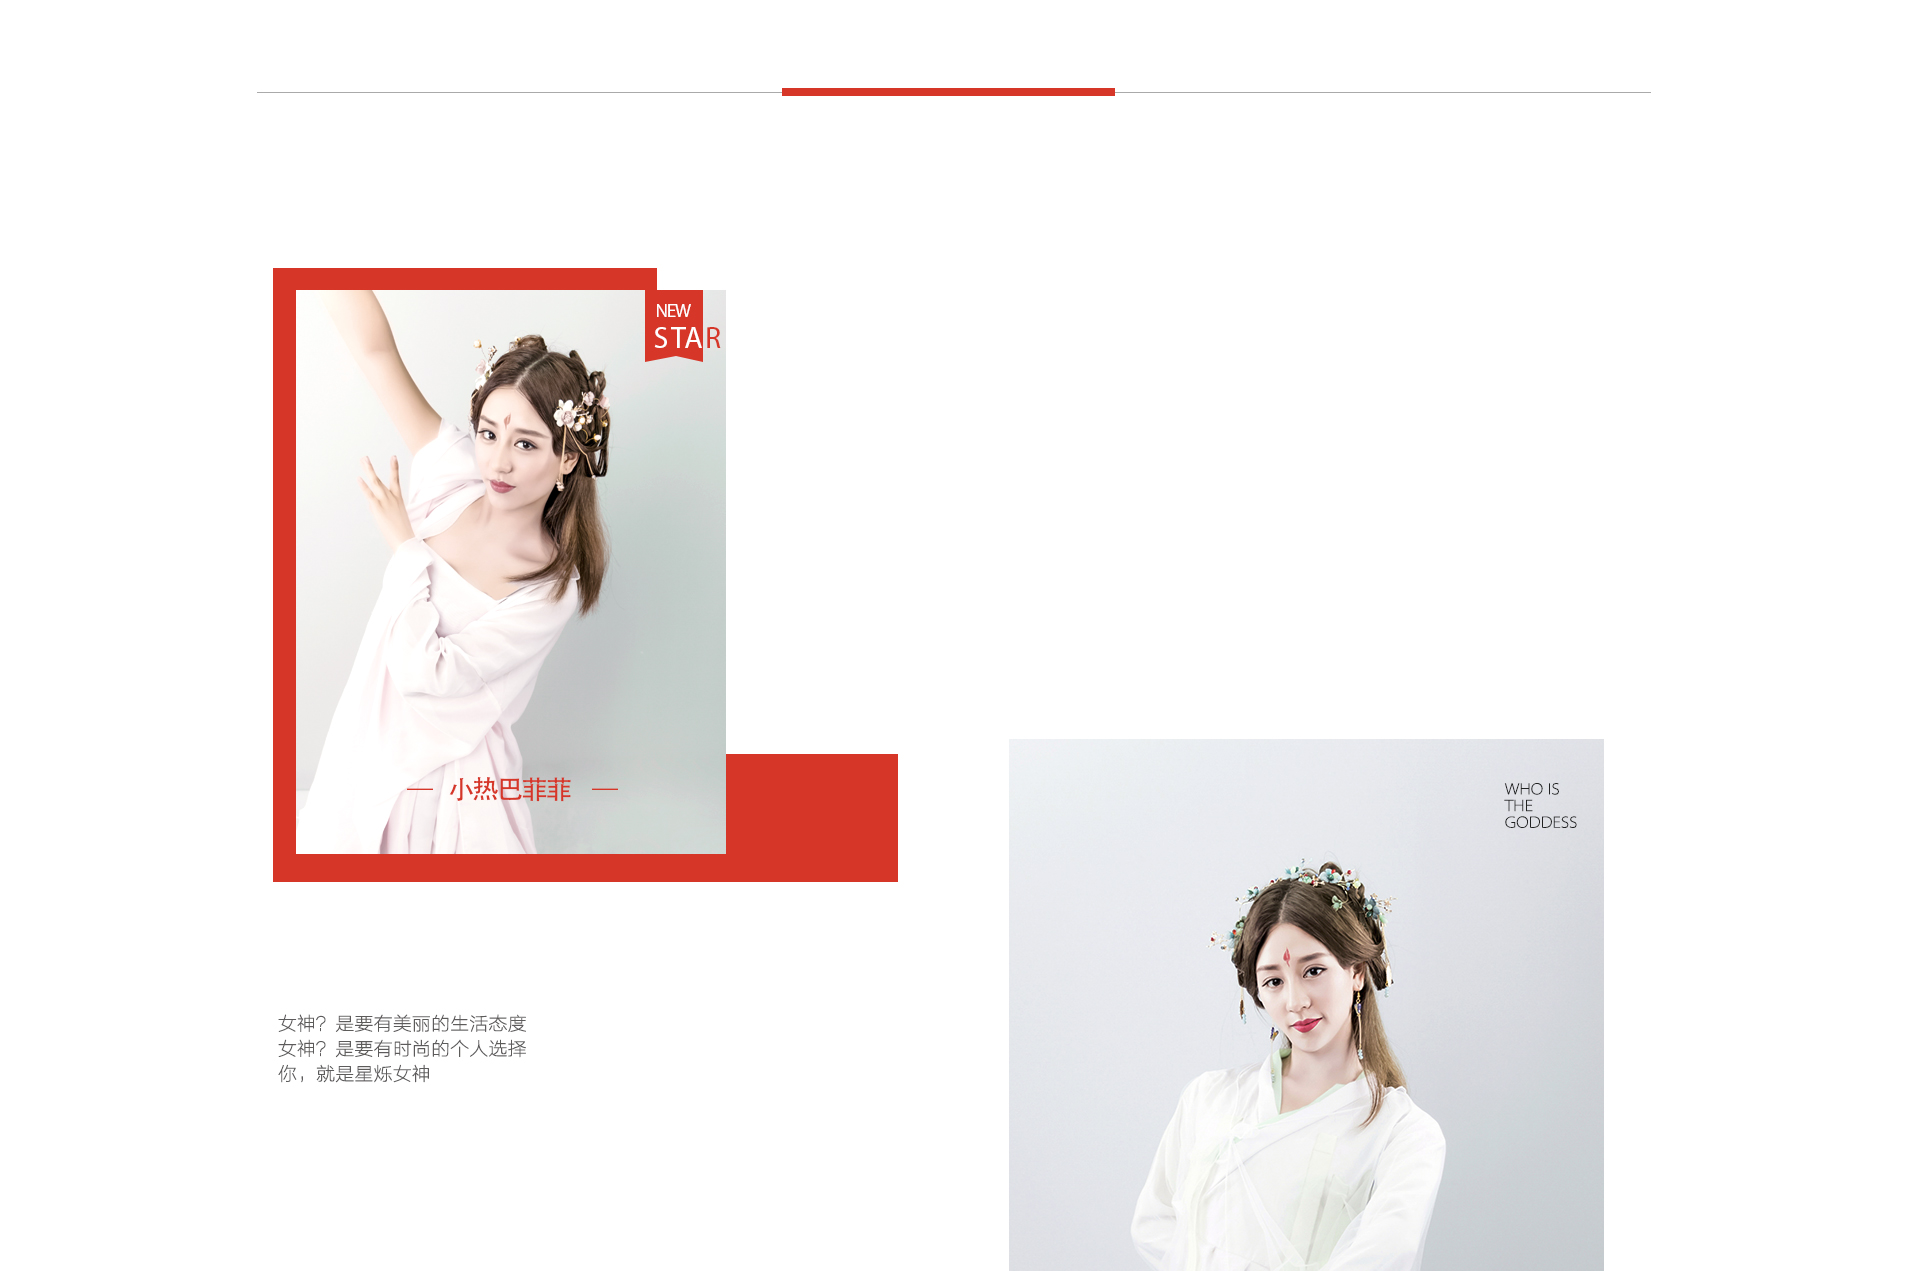 NEW
STAR
小热巴菲菲
WHO IS
THE
GODDESS
女神？是要有美丽的生活态度
女神？是要有时尚的个人选择
你，就是星烁女神